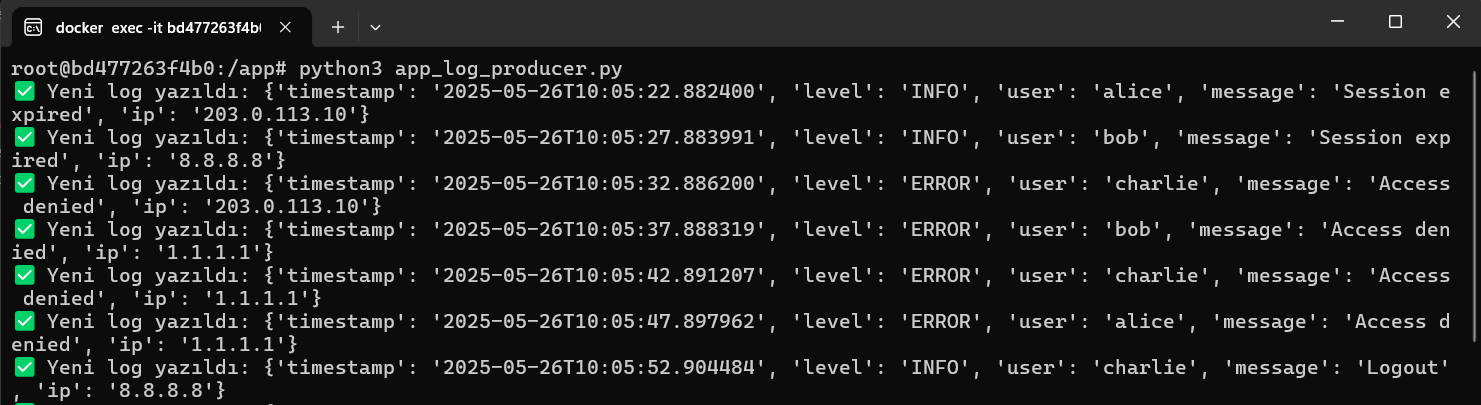 docker exec -it bd477263f4b0
root@bd477263f4b0:/app# python3 app_log_producer.py
✅ Yeni log yazıldı: {'timestamp': '2025-05-26T10:05:22.882400', 'level': 'INFO', 'user': 'alice', 'message': 'Session e
xpired', 'ip': '203.0.113.10'}
✅ Yeni log yazıldı: {'timestamp': '2025-05-26T10:05:27.883991', 'level': 'INFO', 'user': 'bob', 'message': 'Session exp
ired', 'ip': '8.8.8.8'}
✅ Yeni log yazıldı: {'timestamp': '2025-05-26T10:05:32.886200', 'level': 'ERROR', 'user': 'charlie', 'message': 'Access
 denied', 'ip': '203.0.113.10'}
✅ Yeni log yazıldı: {'timestamp': '2025-05-26T10:05:37.888319', 'level': 'ERROR', 'user': 'bob', 'message': 'Access den
ied', 'ip': '1.1.1.1'}
✅ Yeni log yazıldı: {'timestamp': '2025-05-26T10:05:42.891207', 'level': 'ERROR', 'user': 'charlie', 'message': 'Access
 denied', 'ip': '1.1.1.1'}
✅ Yeni log yazıldı: {'timestamp': '2025-05-26T10:05:47.897962', 'level': 'ERROR', 'user': 'alice', 'message': 'Access d
enied', 'ip': '1.1.1.1'}
✅ Yeni log yazıldı: {'timestamp': '2025-05-26T10:05:52.904484', 'level': 'INFO', 'user': 'charlie', 'message': 'Logout'
, 'ip': '8.8.8.8'}